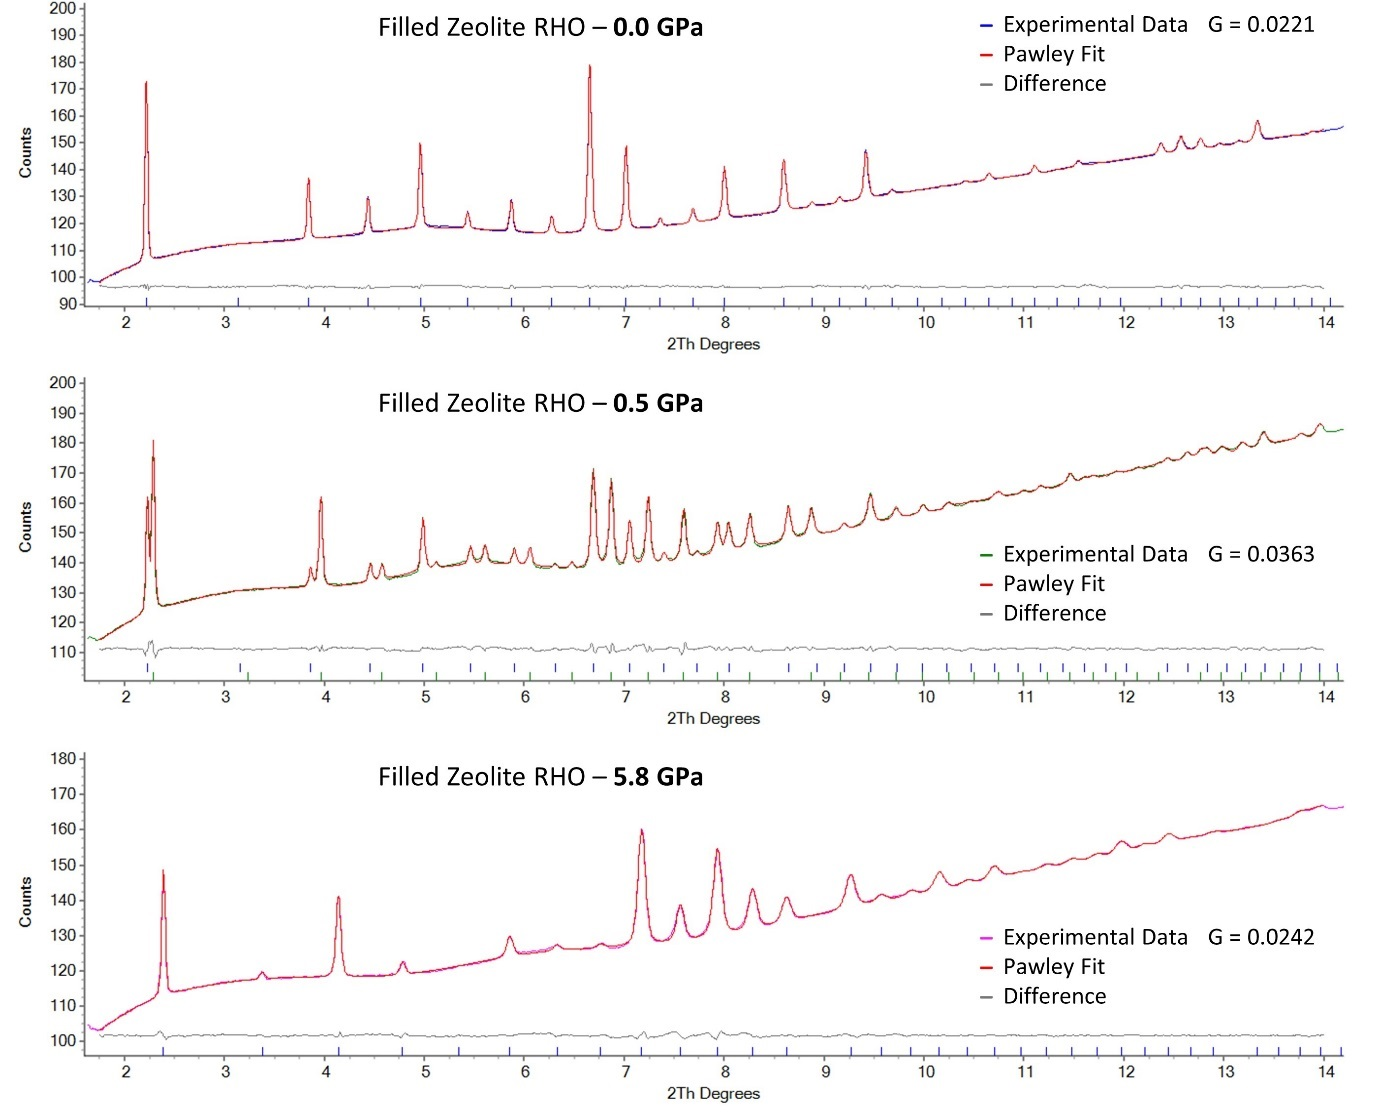 Filled Zeolite RHO – 0.0 GPa
Experimental Data G = 0.0221
Pawley Fit
Difference
Counts
200
190
180
170
160
150
140
130
120
110
100
90
2 3 4 5 6 7 8 9 10 11 12 13 14
2Th Degrees
Filled Zeolite RHO – 0.5 GPa
Experimental Data G = 0.0363
Pawley Fit
Difference
Counts
200
190
180
170
160
150
140
130
120
110
2 3 4 5 6 7 8 9 10 11 12 13 14
2Th Degrees
Filled Zeolite RHO – 5.8 GPa
Experimental Data G = 0.0242
Pawley Fit
Difference
Counts
180
170
160
150
140
130
120
110
100
2 3 4 5 6 7 8 9 10 11 12 13 14
2Th Degrees